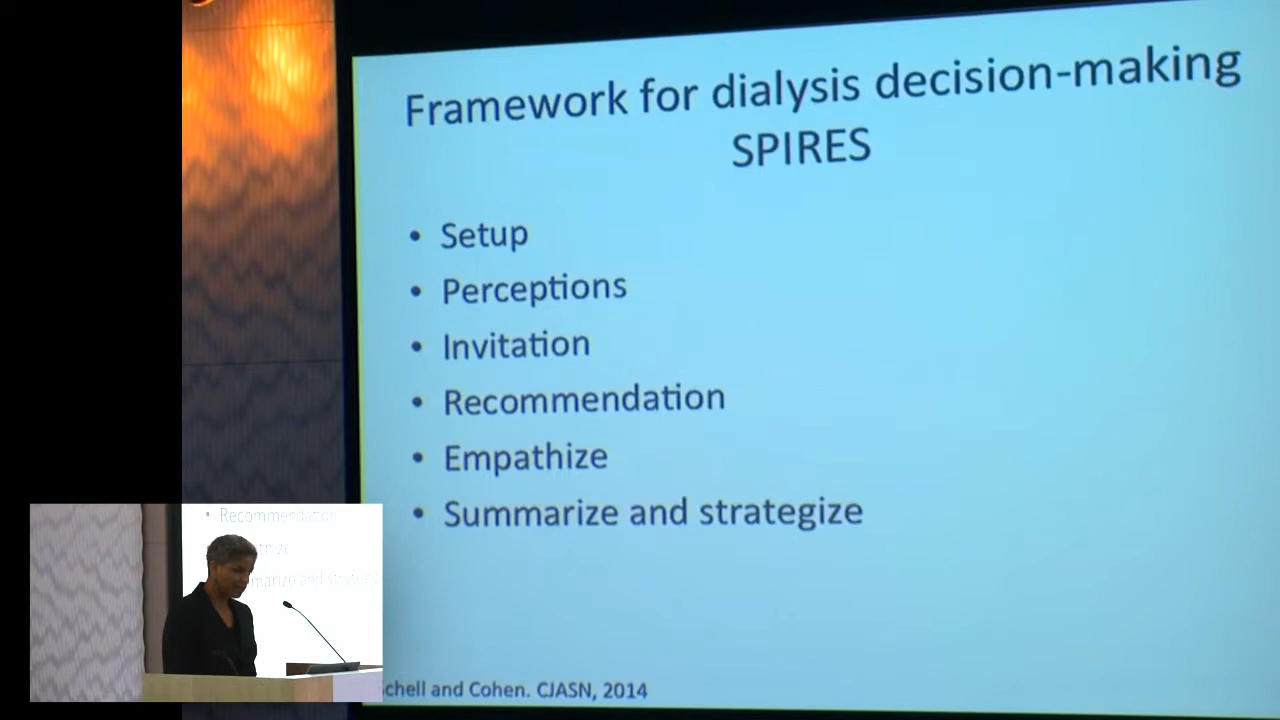 Framework for dialysis decision-making
SPIRES
• Setup
• Perceptions
• Invitation
• Recommendation
• Empathize
• Summarize and strategize
and Cohen. CJASN, 2014
• Recommendation